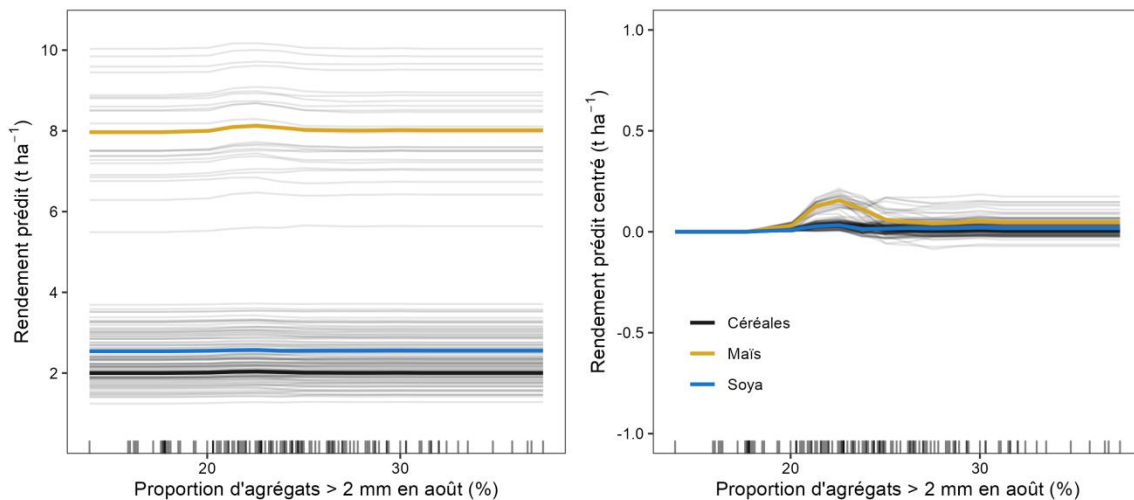 Rendement prédit (t ha⁻¹)
10
8
6
4
2
20
30
Proportion d'agrégats > 2 mm en août (%)
Rendement prédit centré (t ha⁻¹)
1.0
0.5
0.0
-0.5
-1.0
Céréales
Maïs
Soya
20
30
Proportion d'agrégats > 2 mm en août (%)